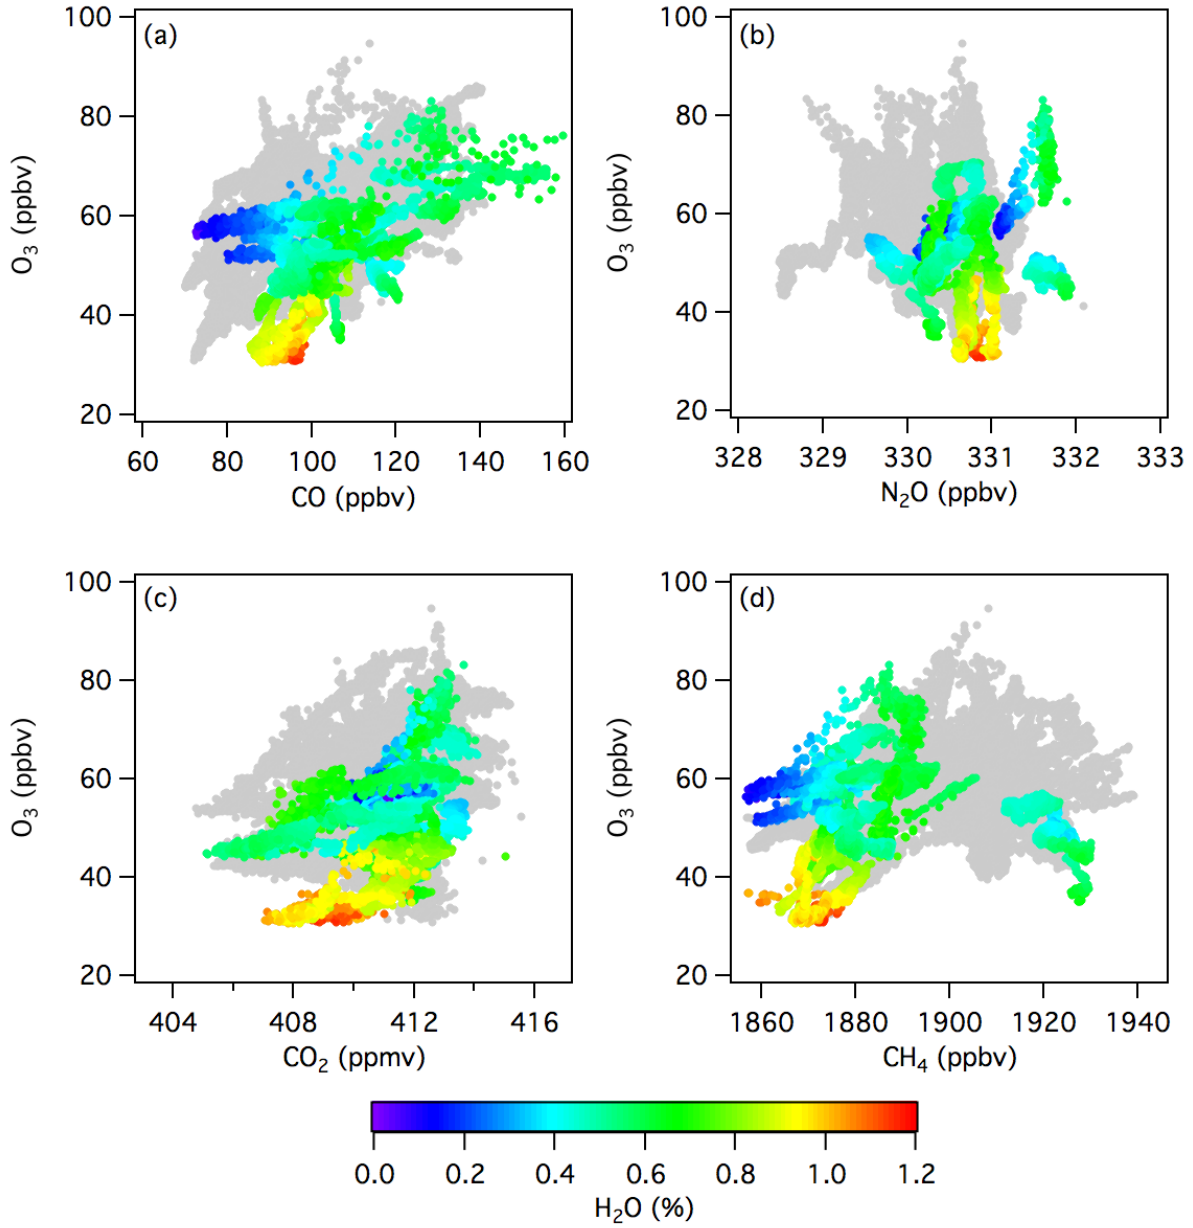 (a)
100
80
60
40
20
O3 (ppbv)
60 80 100 120 140 160
CO (ppbv)
(b)
100
80
60
40
20
O3 (ppbv)
328 329 330 331 332 333
N2O (ppbv)
(c)
100
80
60
40
20
O3 (ppbv)
404 408 412 416
CO2 (ppmv)
(d)
100
80
60
40
20
O3 (ppbv)
1860 1880 1900 1920 1940
CH4 (ppbv)
0.0 0.2 0.4 0.6 0.8 1.0 1.2
H2O (%)